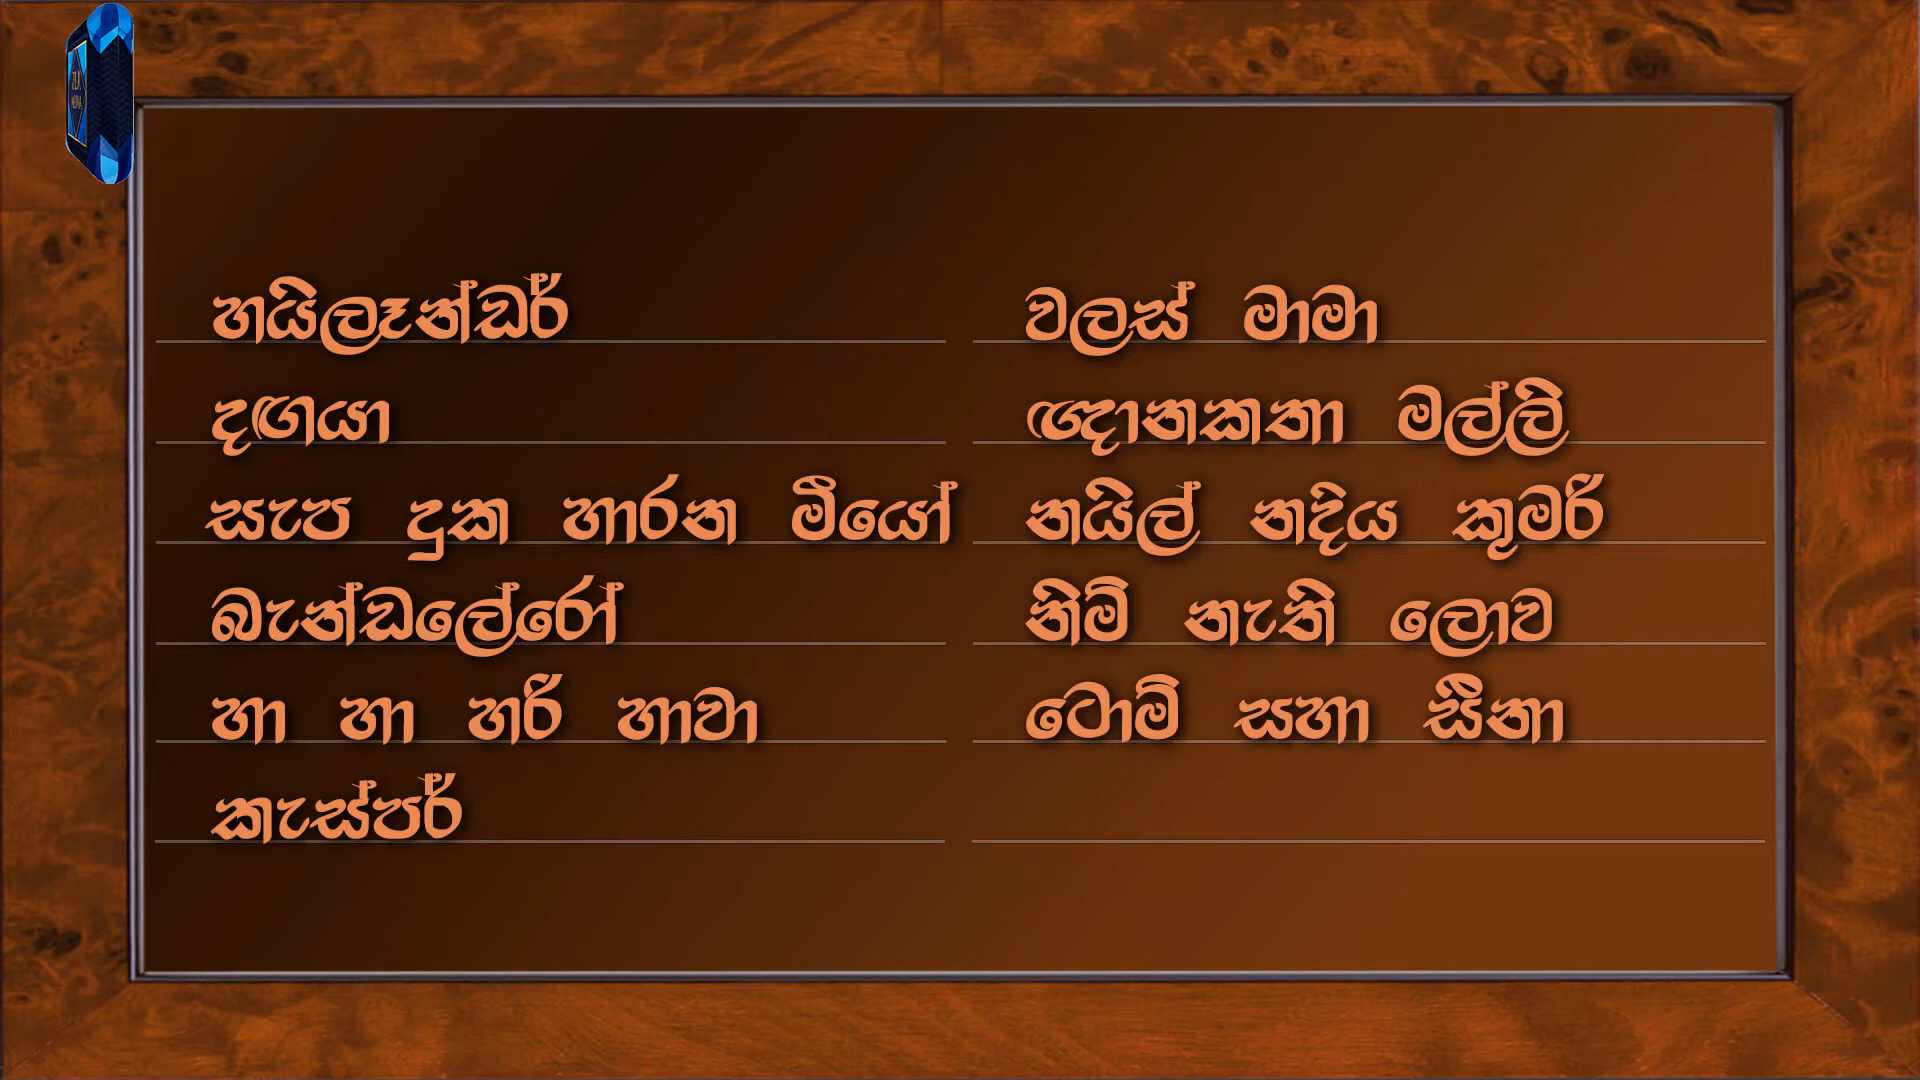 හයිලෑන්ඩර්
දඟයා
සැප දුක හාරන මීයෝ
බැන්ඩලේරෝ
හා හා හරි හාවා
කැස්පර්
වලස් මාමා
ඥානකතා මල්ලි
නයිල් නදිය කුමරි
නිම් නැති ලොව
ටොම් සහා සීනා